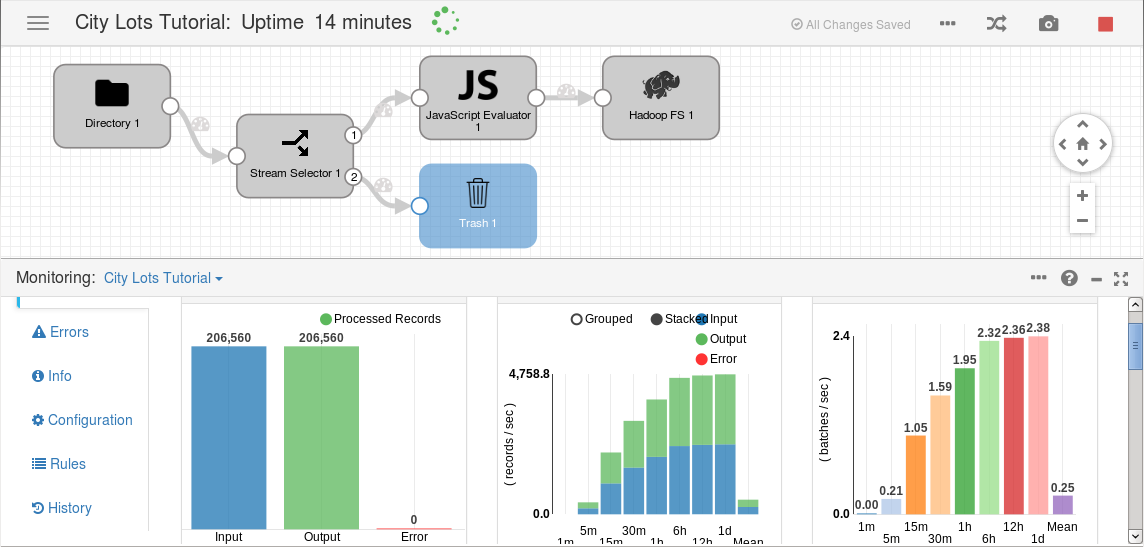 City Lots Tutorial: Uptime 14 minutes
All Changes Saved
Directory 1
Stream Selector 1
1
2
JS
JavaScript Evaluator
1
Hadoop FS 1
Trash 1
Monitoring: City Lots Tutorial
Errors
Info
Configuration
Rules
History
Processed Records
206,560
206,560
0
Input
Output
Error
Grouped
Stacked
Input
Output
Error
4,758.8
( records / sec )
0.0
5m
30m
6h
1d
1m
15m
1h
12h
Mean
2.4
( batches / sec )
0.0
0.00
0.21
1.05
1.59
1.95
2.32
2.36
2.38
0.25
1m
15m
1h
12h
Mean
5m
30m
6h
1d